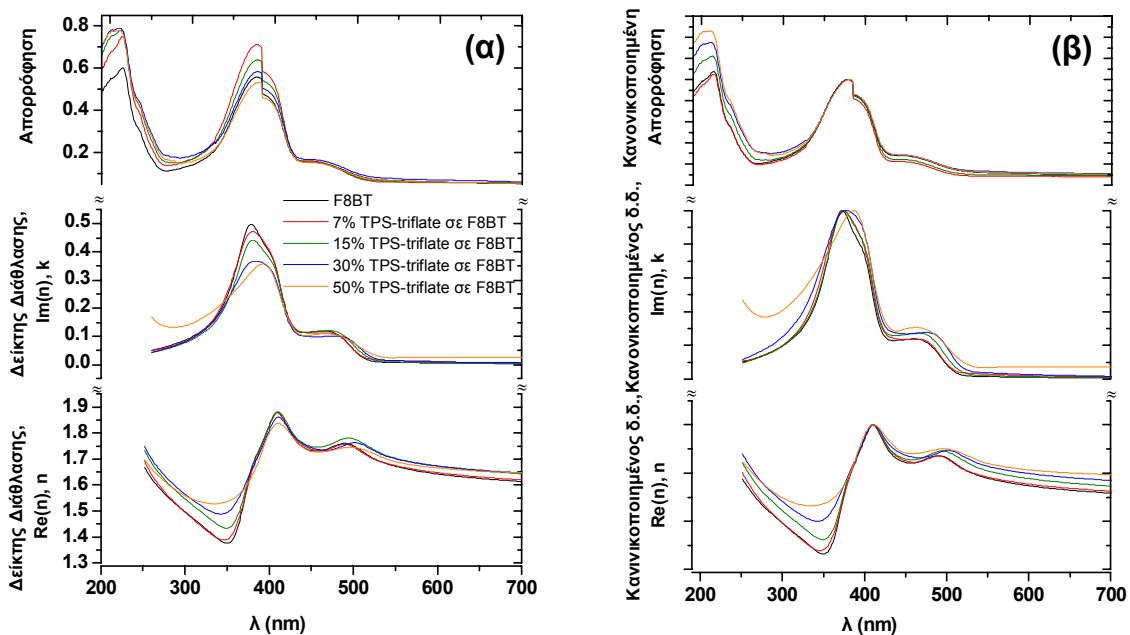 (α)
Απορρόφηση
0.8
0.6
0.4
0.2
≈
≈
F8BT
7% TPS-triflate σε F8BT
15% TPS-triflate σε F8BT
30% TPS-triflate σε F8BT
50% TPS-triflate σε F8BT
Δείκτης Διάθλασης,
Im(n), k
0.5
0.4
0.3
0.2
0.1
0.0
≈
≈
Δείκτης Διάθλασης,
Re(n), n
1.9
1.8
1.7
1.6
1.5
1.4
1.3
200 300 400 500 600 700
λ (nm)
(β)
Κανονικοποιημένη
Απορρόφηση
≈
≈
Κανονικοποιημένος δ.δ.,
Im(n), k
≈
≈
Κανινικοποιημένος δ.δ.,
Re(n), n
200 300 400 500 600 700
λ (nm)